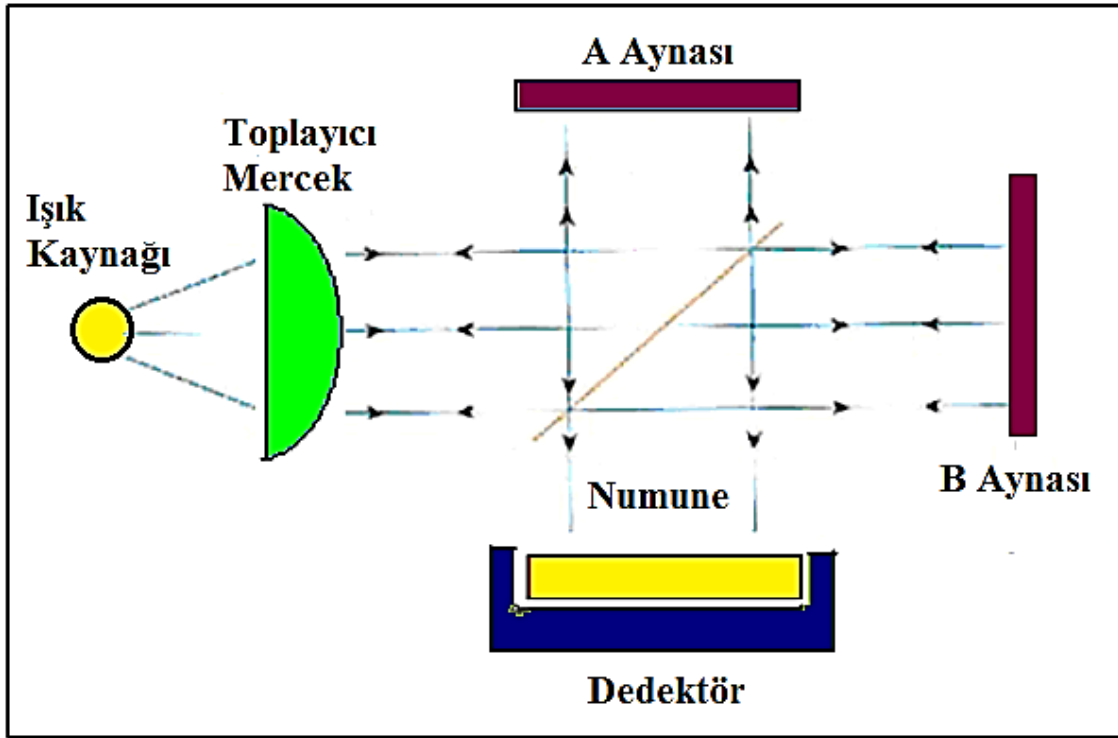 A Aynası
Toplayıcı
Mercek
Işık
Kaynağı
B Aynası
Numune
Dedektör